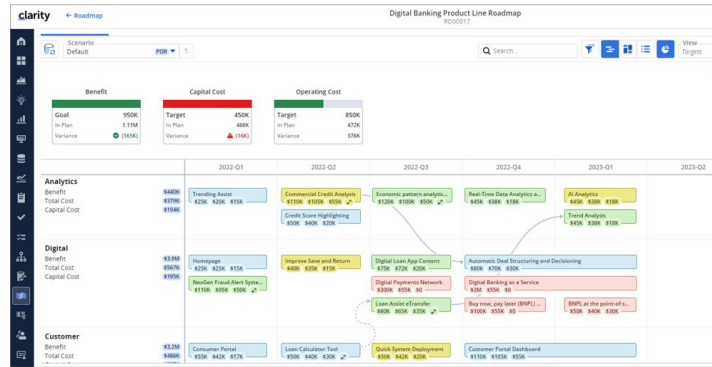 clarity
← Roadmap
Digital Banking Product Line Roadmap
RD00017
Scenario
Default
POR
Search...
View
Targets
Benefit
Goal 950K
In Plan 1.11M
Variance (165K)
Capital Cost
Target 450K
In Plan 466K
Variance (16K)
Operating Cost
Target 850K
In Plan 472K
Variance 378K
2022-Q1 2022-Q2 2022-Q3 2022-Q4 2023-Q1 2023-Q2
Analytics
Benefit $440K
Total Cost $379K
Capital Cost $194K
Trending Assist
$25K $20K $15K
Commercial Credit Analysis
$110K $105K $55K
Credit Score Highlighting
$50K $40K $20K
Economic pattern analytic...
$120K $100K $50K
Real-Time Data Analytics a...
$45K $38K $18K
AI Analytics
$45K $38K $18K
Trend Analysis
$45K $38K $18K
Digital
Benefit $3.9M
Total Cost $567K
Capital Cost $195K
Homepage
$25K $25K $15K
NexGen Fraud Alert Syste...
$110K $95K $50K
Improve Save and Return
$40K $35K $15K
Digital Loan App Content
$75K $72K $20K
Digital Payments Network
$300K $55K $0
Loan Assist eTransfer
$80K $65K $35K
Automatic Deal Structuring and Decisioning
$80K $70K $30K
Digital Banking as a Service
$3M $55K $0
Buy now, pay later (BNPL) ...
$100K $55K $0
BNPL at the point-of-s...
$50K $40K $30K
Customer
Benefit $3.2M
Total Cost $486K
Consumer Portal
$55K $42K $17K
Loan Calculator Tool
$50K $40K $30K
Quick System Deployment
$50K $42K $20K
Customer Portal Dashboard
$110K $105K $55K